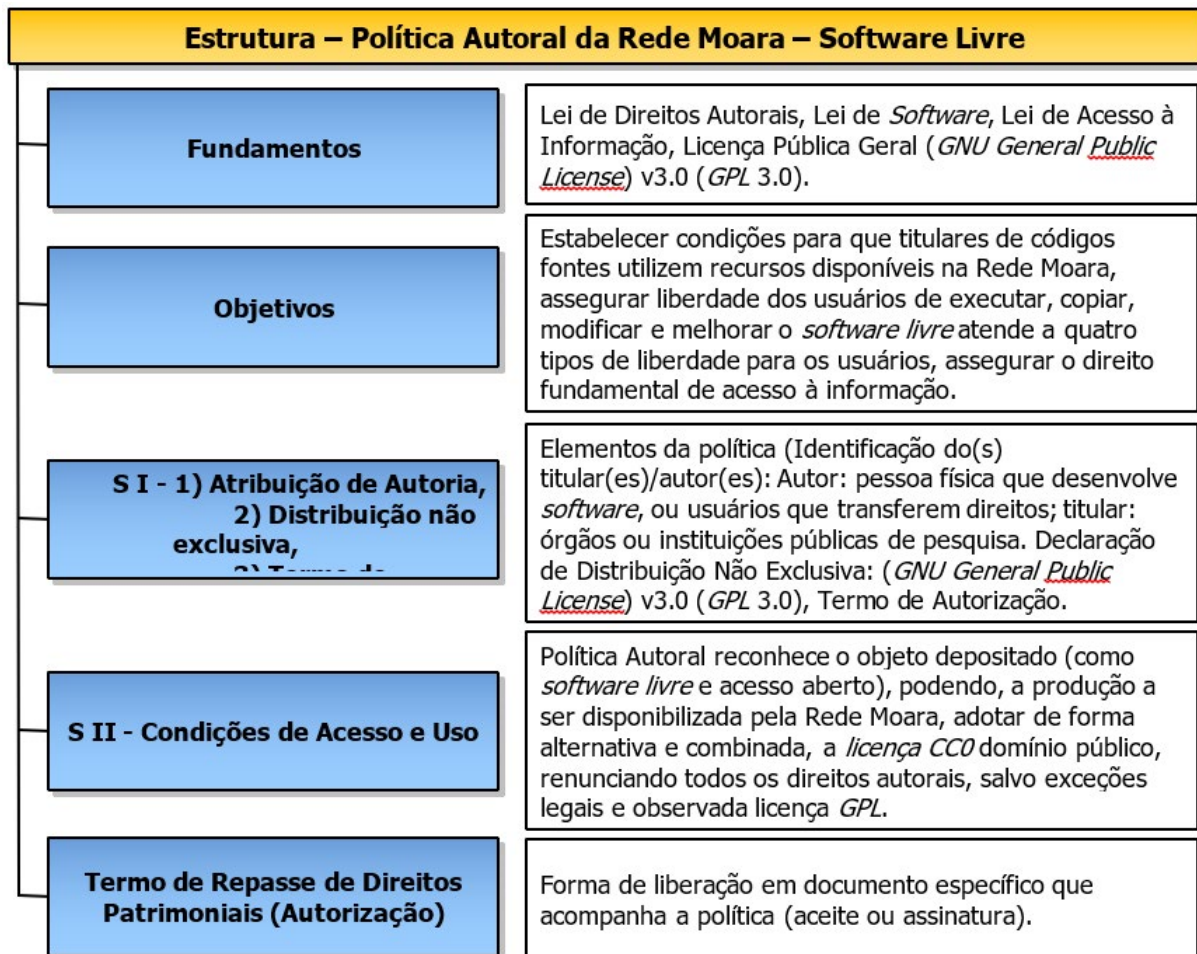 Estrutura – Política Autoral da Rede Moara – Software Livre
Fundamentos
Lei de Direitos Autorais, Lei de Software, Lei de Acesso à
Informação, Licença Pública Geral (GNU General Public
License) v3.0 (GPL 3.0).
Objetivos
Estabelecer condições para que titulares de códigos
fontes utilizem recursos disponíveis na Rede Moara,
assegurar liberdade dos usuários de executar, copiar,
modificar e melhorar o software livre atende a quatro
tipos de liberdade para os usuários, assegurar o direito
fundamental de acesso à informação.
S I - 1) Atribuição de Autoria,
2) Distribuição não
exclusiva,
Elementos da política (Identificação do(s)
titular(es)/autor(es): Autor: pessoa física que desenvolve
software, ou usuários que transferem direitos; titular:
órgãos ou instituições públicas de pesquisa. Declaração
de Distribuição Não Exclusiva: (GNU General Public
License) v3.0 (GPL 3.0), Termo de Autorização.
S II - Condições de Acesso e Uso
Política Autoral reconhece o objeto depositado (como
software livre e acesso aberto), podendo, a produção a
ser disponibilizada pela Rede Moara, adotar de forma
alternativa e combinada, a licença CC0 domínio público,
renunciando todos os direitos autorais, salvo exceções
legais e observada licença GPL.
Termo de Repasse de Direitos
Patrimoniais (Autorização)
Forma de liberação em documento específico que
acompanha a política (aceite ou assinatura).